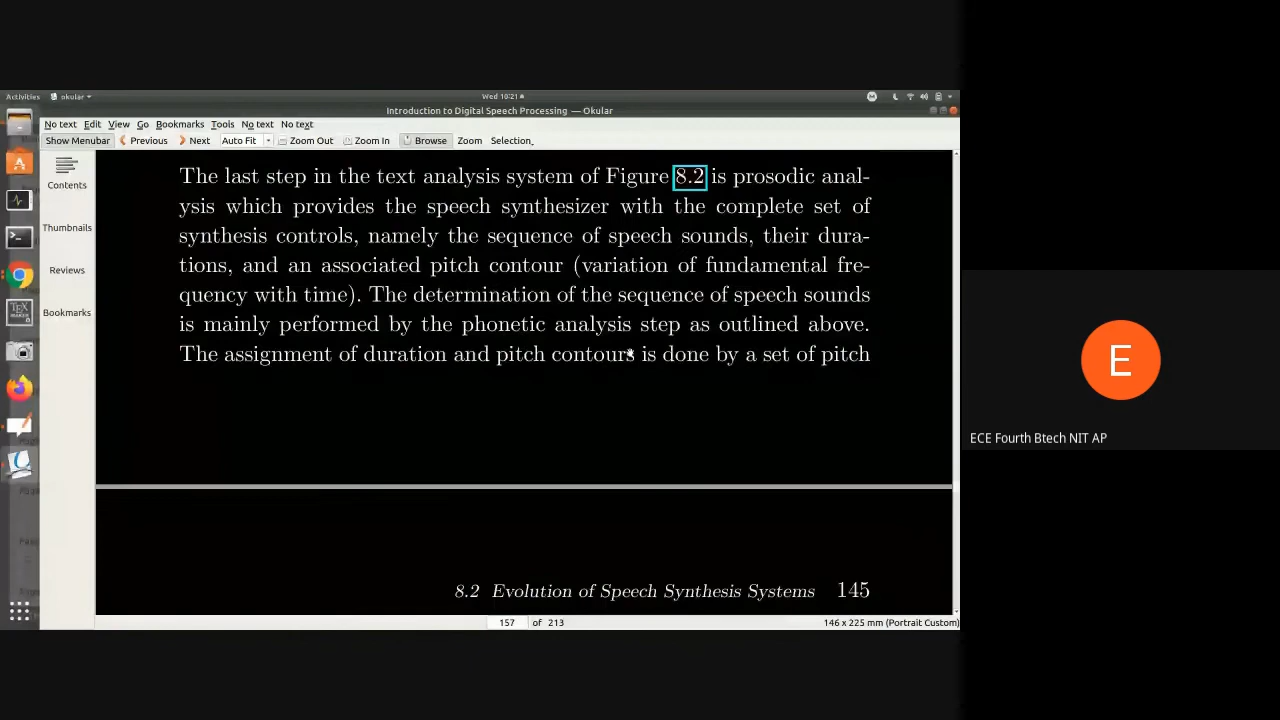 Activities okular Wed 10:21
Introduction to Digital Speech Processing — Okular
No text Edit View Go Bookmarks Tools No text No text
Show Menubar Previous Next Auto Fit Zoom Out Zoom In Browse Zoom Selection
Contents
Thumbnails
Reviews
Bookmarks
The last step in the text analysis system of Figure 8.2 is prosodic anal-
ysis which provides the speech synthesizer with the complete set of
synthesis controls, namely the sequence of speech sounds, their dura-
tions, and an associated pitch contour (variation of fundamental fre-
quency with time). The determination of the sequence of speech sounds
is mainly performed by the phonetic analysis step as outlined above.
The assignment of duration and pitch contours is done by a set of pitch
8.2 Evolution of Speech Synthesis Systems 145
157 of 213
146 x 225 mm (Portrait Custom)
E
ECE Fourth Btech NIT AP